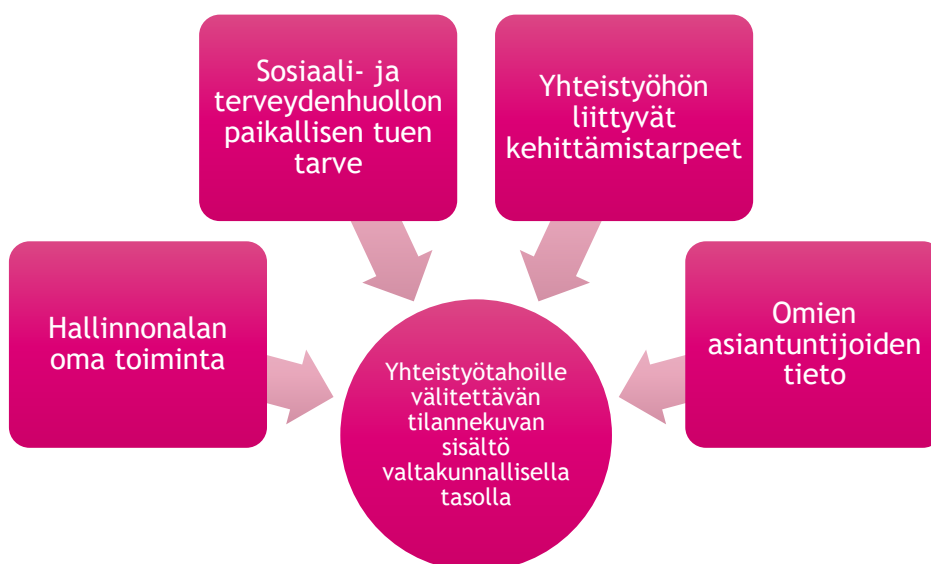 Sosiaali- ja
terveydenhuollon
paikallisen tuen
tarve
Yhteistyöhön
liittyvät
kehittämistarpeet
Hallinnonalan
oma toiminta
Omien
asiantuntijoiden
tieto
Yhteistyötahoille
välitettävän
tilannekuvan
sisältö
valtakunnallisella
tasolla